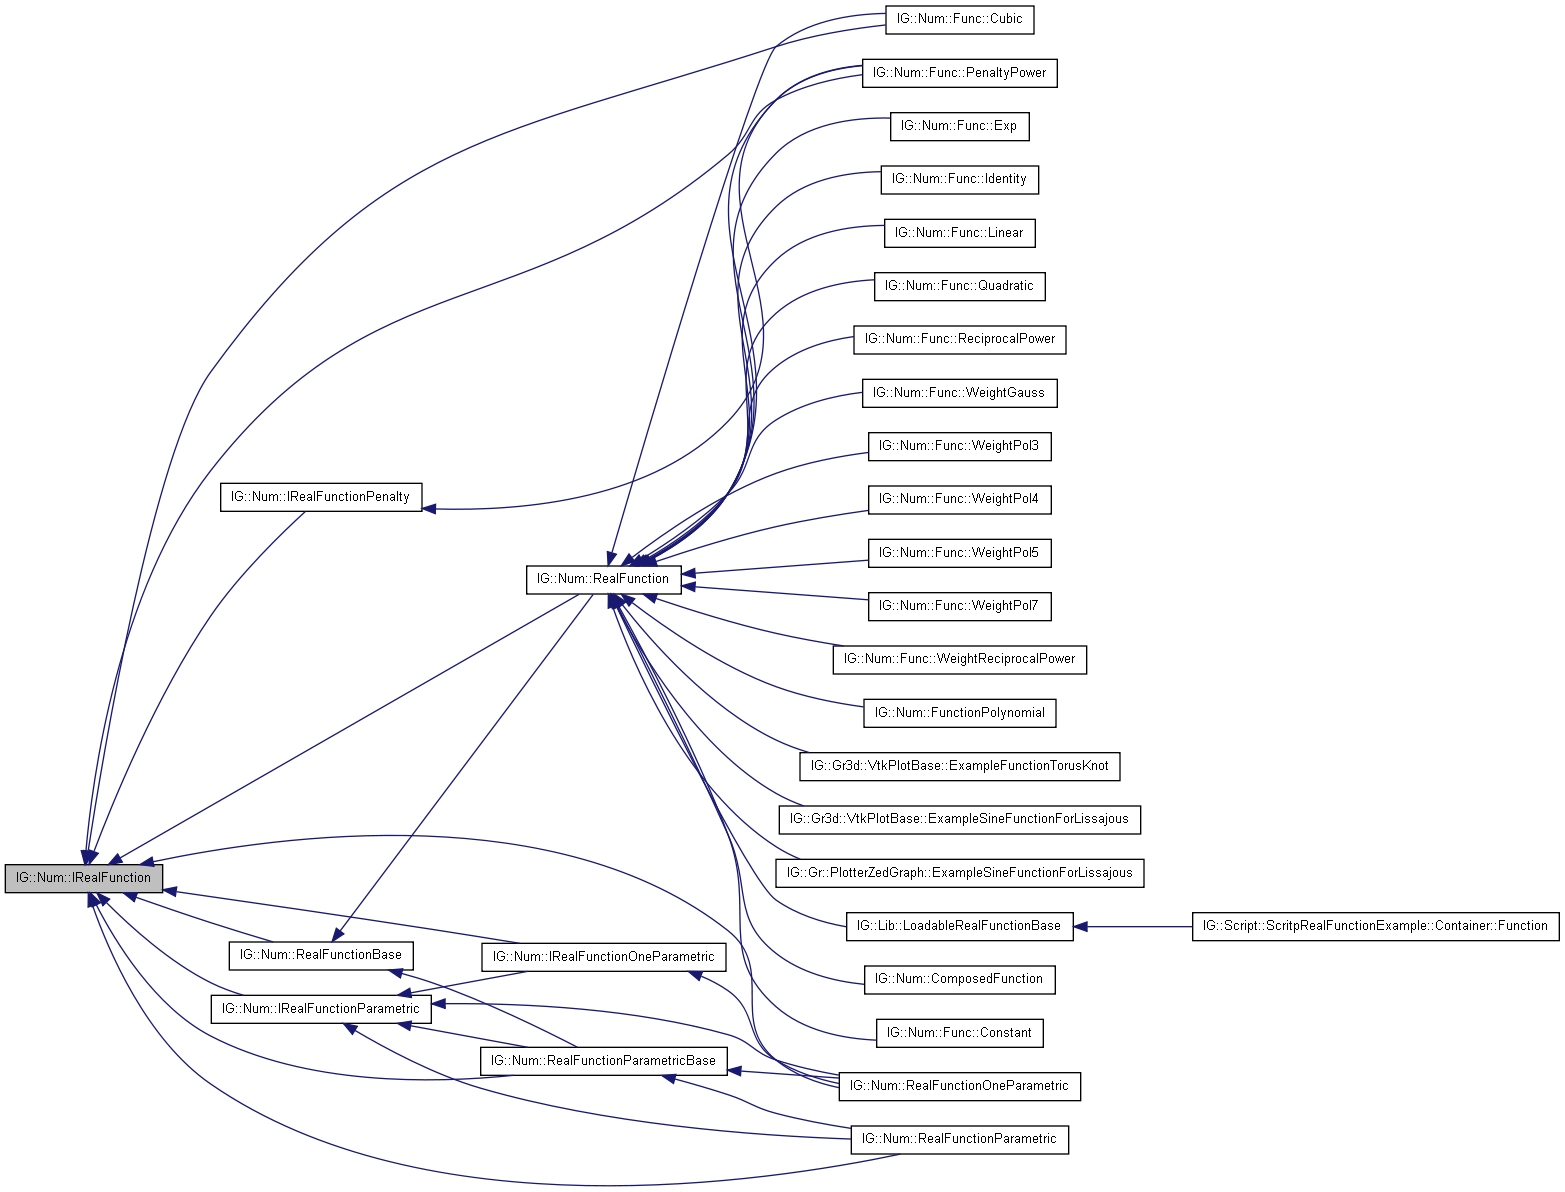 IG::Num::Func::Cubic
IG::Num::Func::PenaltyPower
IG::Num::Func::Exp
IG::Num::Func::Identity
IG::Num::Func::Linear
IG::Num::Func::Quadratic
IG::Num::Func::ReciprocalPower
IG::Num::Func::WeightGauss
IG::Num::Func::WeightPol3
IG::Num::IRealFunctionPenalty
IG::Num::Func::WeightPol4
IG::Num::Func::WeightPol5
IG::Num::RealFunction
IG::Num::Func::WeightPol7
IG::Num::Func::WeightReciprocalPower
IG::Num::FunctionPolynomial
IG::Gr3d::VtkPlotBase::ExampleFunctionTorusKnot
IG::Gr3d::VtkPlotBase::ExampleSineFunctionForLissajous
IG::Gr::PlotterZedGraph::ExampleSineFunctionForLissajous
IG::Num::IRealFunction
IG::Lib::LoadableRealFunctionBase
IG::Script::ScritpRealFunctionExample::Container::Function
IG::Num::RealFunctionBase
IG::Num::IRealFunctionOneParametric
IG::Num::ComposedFunction
IG::Num::IRealFunctionParametric
IG::Num::Func::Constant
IG::Num::RealFunctionParametricBase
IG::Num::RealFunctionOneParametric
IG::Num::RealFunctionParametric